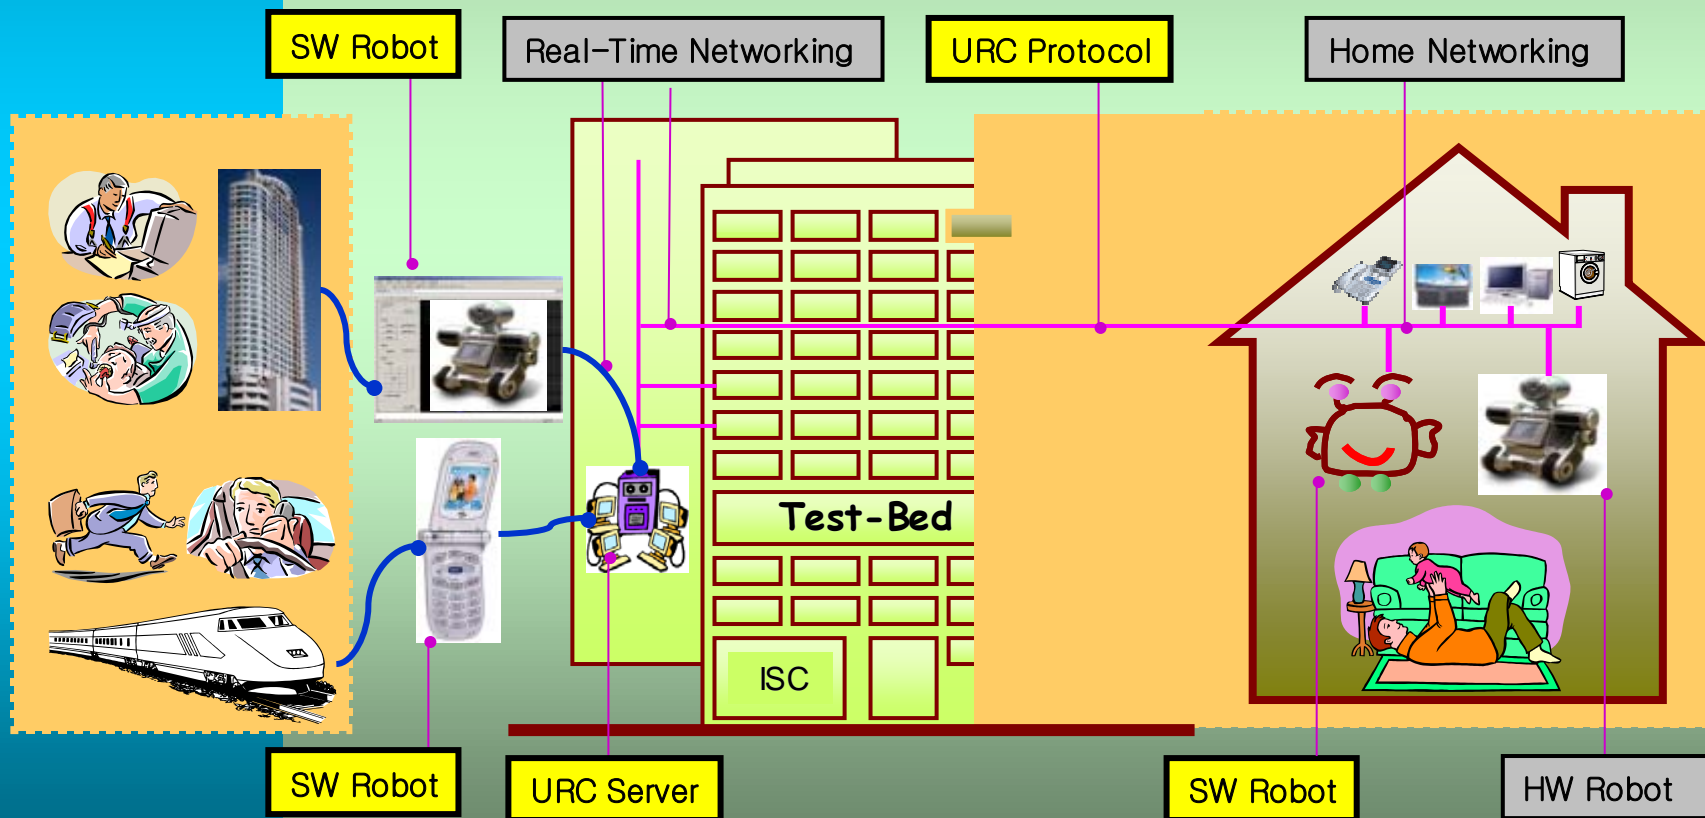 SW Robot
Real-Time Networking
URC Protocol
Home Networking
Test-Bed
ISC
SW Robot
URC Server
SW Robot
HW Robot